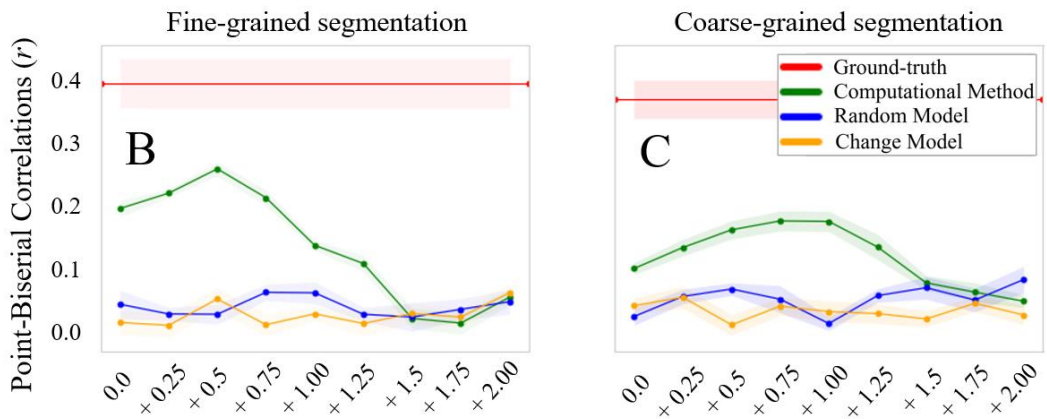 Fine-grained segmentation
Coarse-grained segmentation
Point-Biserial Correlations (r)
0.4
0.3
0.2
0.1
0.0
B
C
Ground-truth
Computational Method
Random Model
Change Model
0.0
+ 0.25
+ 0.5
+ 0.75
+ 1.00
+ 1.25
+ 1.5
+ 1.75
+ 2.00
0.0
+ 0.25
+ 0.5
+ 0.75
+ 1.00
+ 1.25
+ 1.5
+ 1.75
+ 2.00